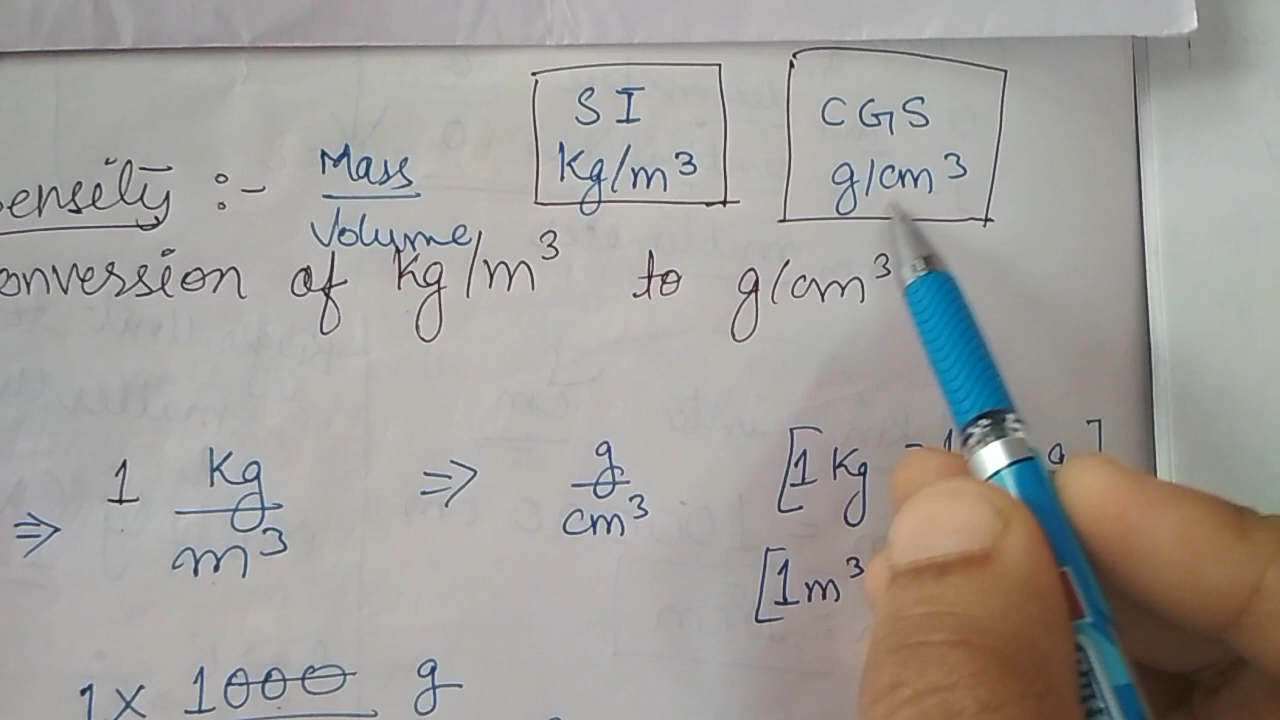 SI
Kg/m³
CGS
g/cm³
ensity :- Mass
Volume
onversion of Kg/m³ to g/cm³
⇒ 1 Kg/m³ ⇒ g/cm³ [1 Kg = 1 g]
[1m³
1 x 1000 g